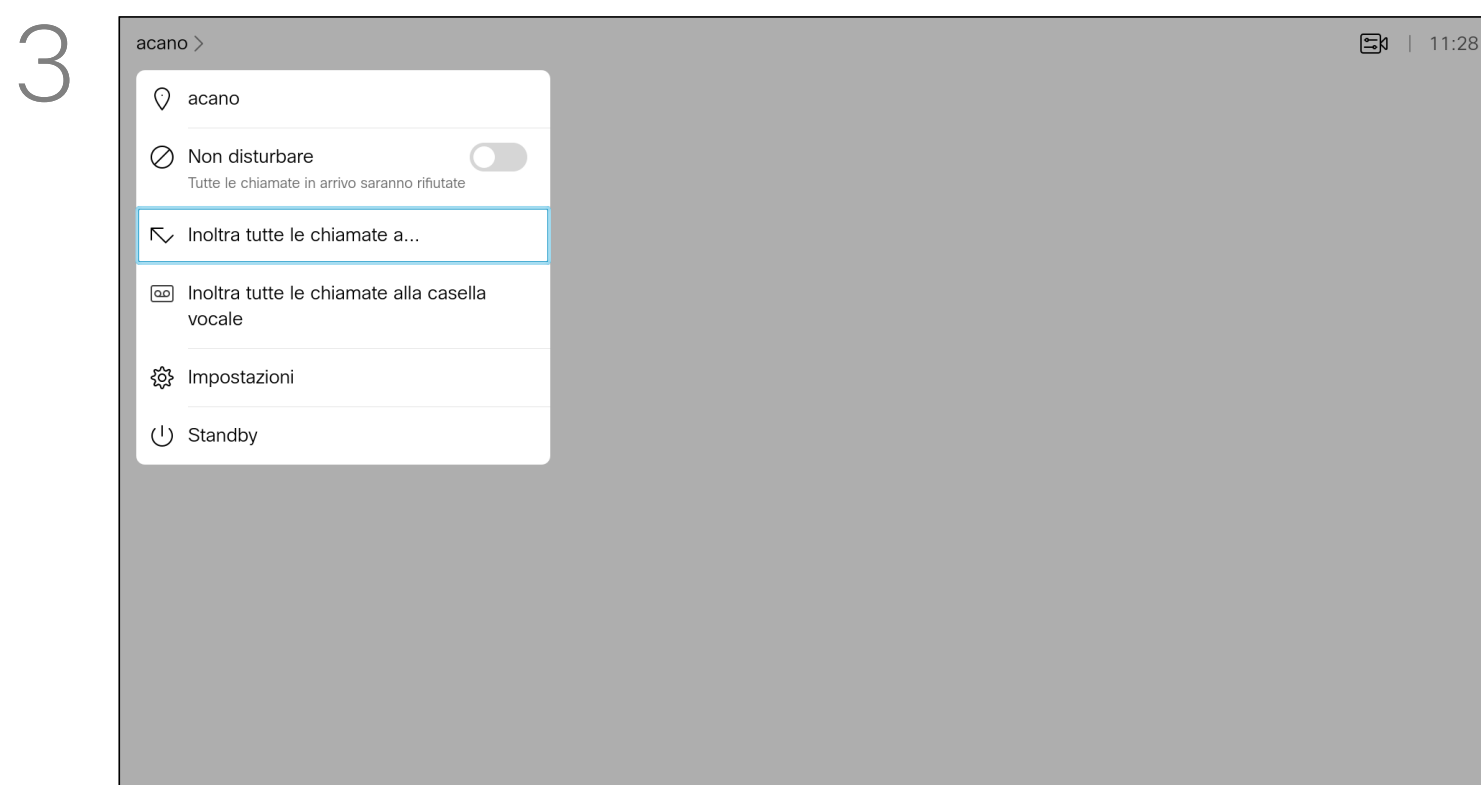 3
acano
11:28
acano
Non disturbare
Tutte le chiamate in arrivo saranno rifiutate
Inoltra tutte le chiamate a...
Inoltra tutte le chiamate alla casella
vocale
Impostazioni
Standby